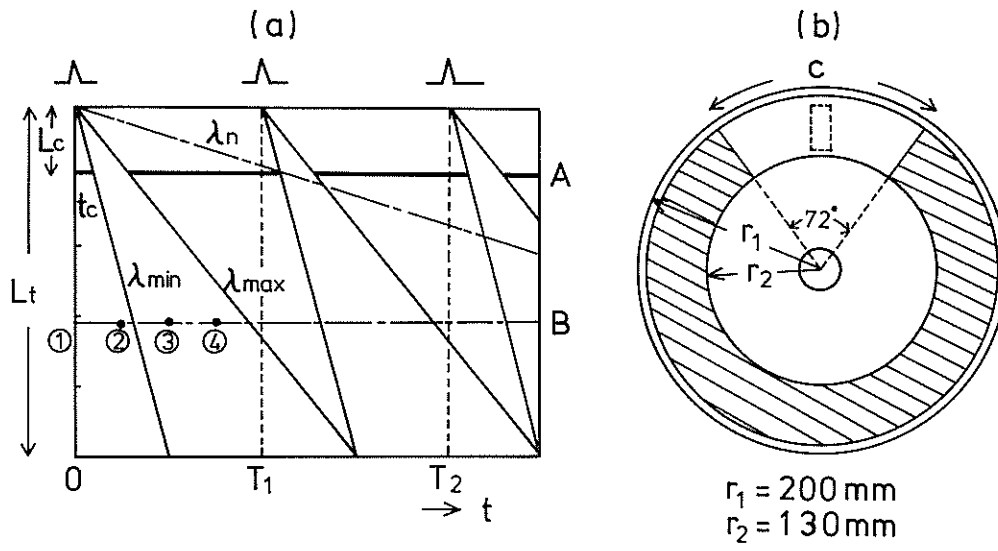 (a)
(b)
Lc
λn
A
tc
Lt
λmin
λmax
B
① ② ③ ④
0 T1 T2
t
c
72°
r1
r2
r1 = 200 mm
r2 = 130 mm